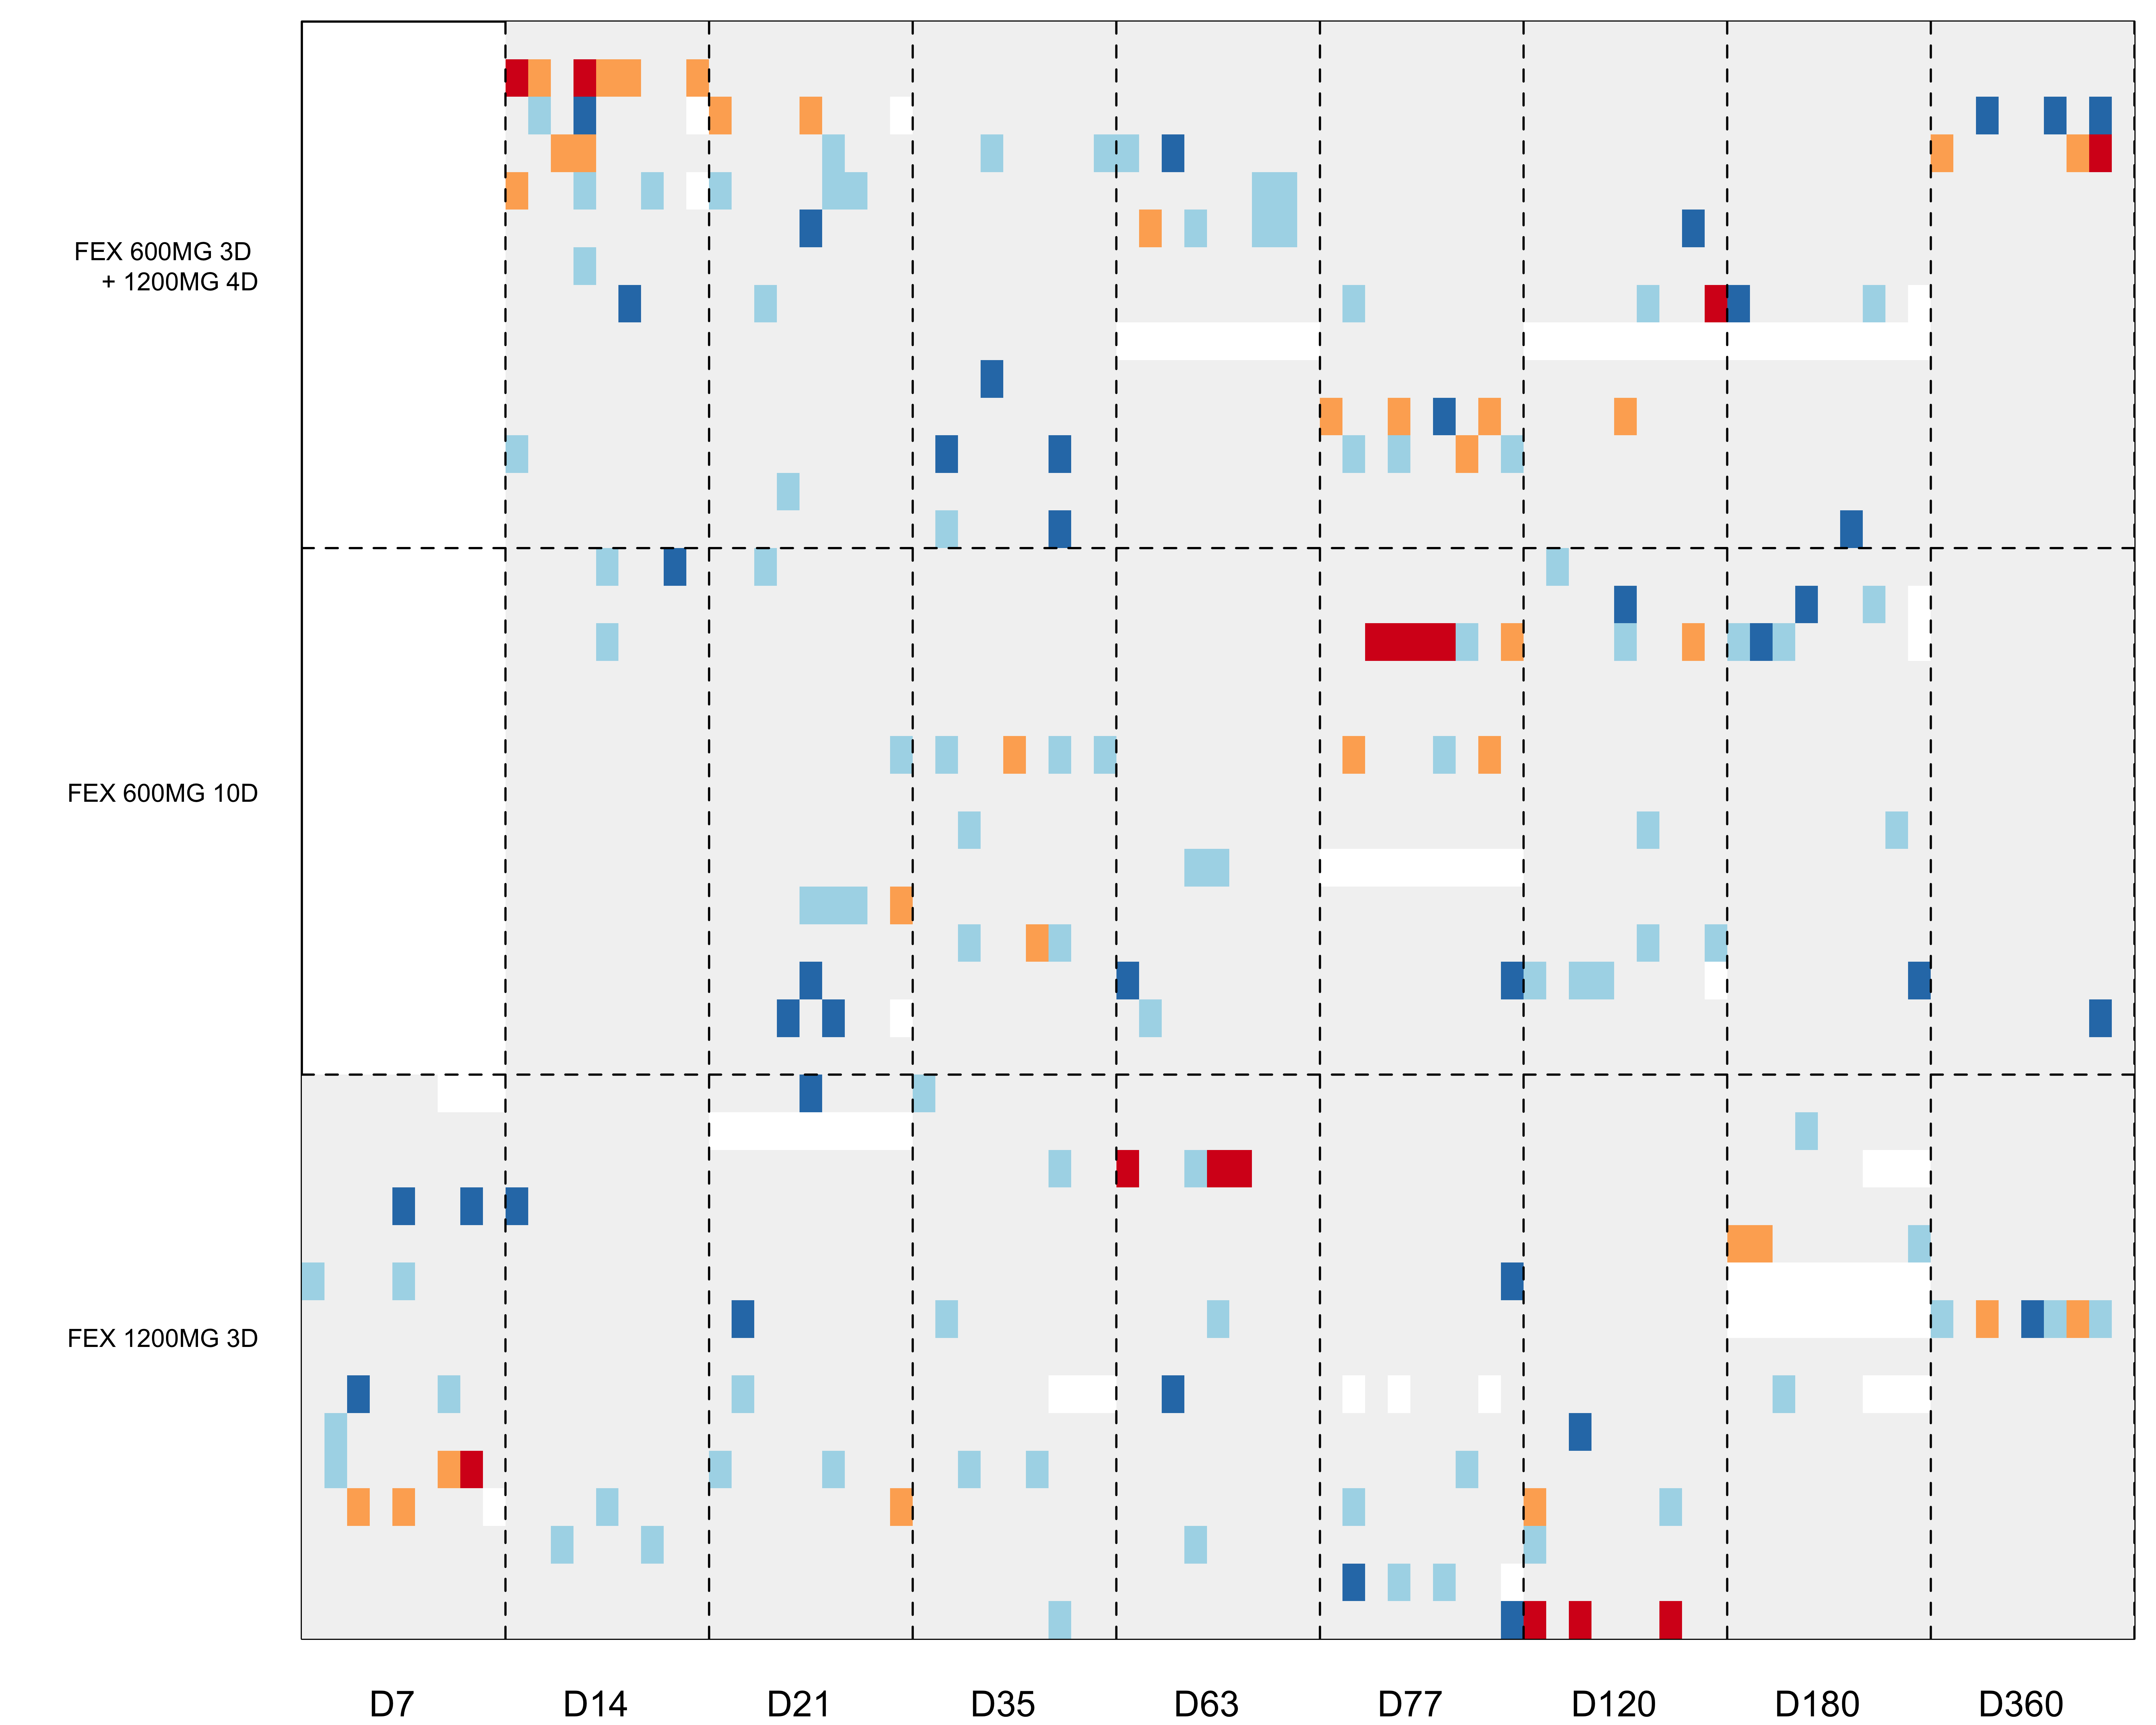 FEX 600MG 3D
+ 1200MG 4D
FEX 600MG 10D
FEX 1200MG 3D
D7 D14 D21 D35 D63 D77 D120 D180 D360